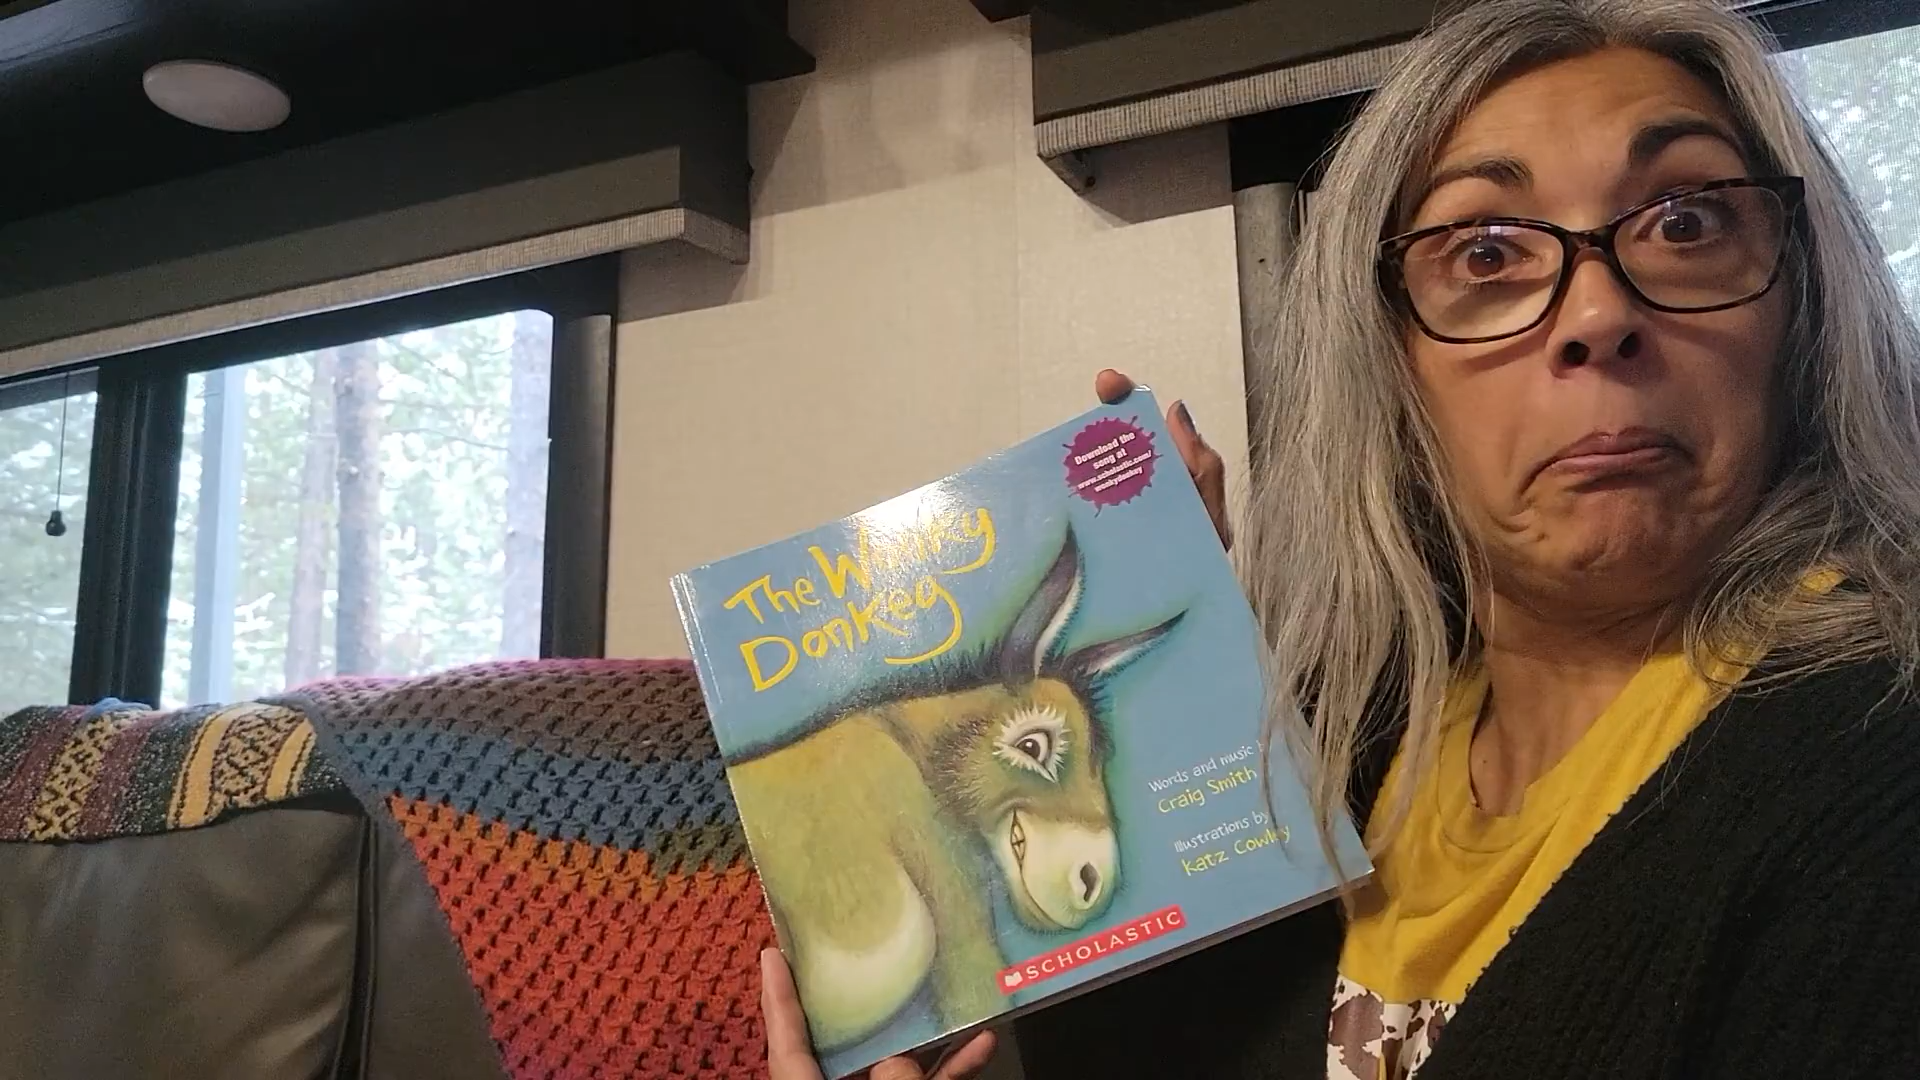 Download the
song at
www.scholastic.com/
wonkydonkey
The Wonky
Donkey
Words and music
Craig Smith
Illustrations by
Katz Cowley
SCHOLASTIC